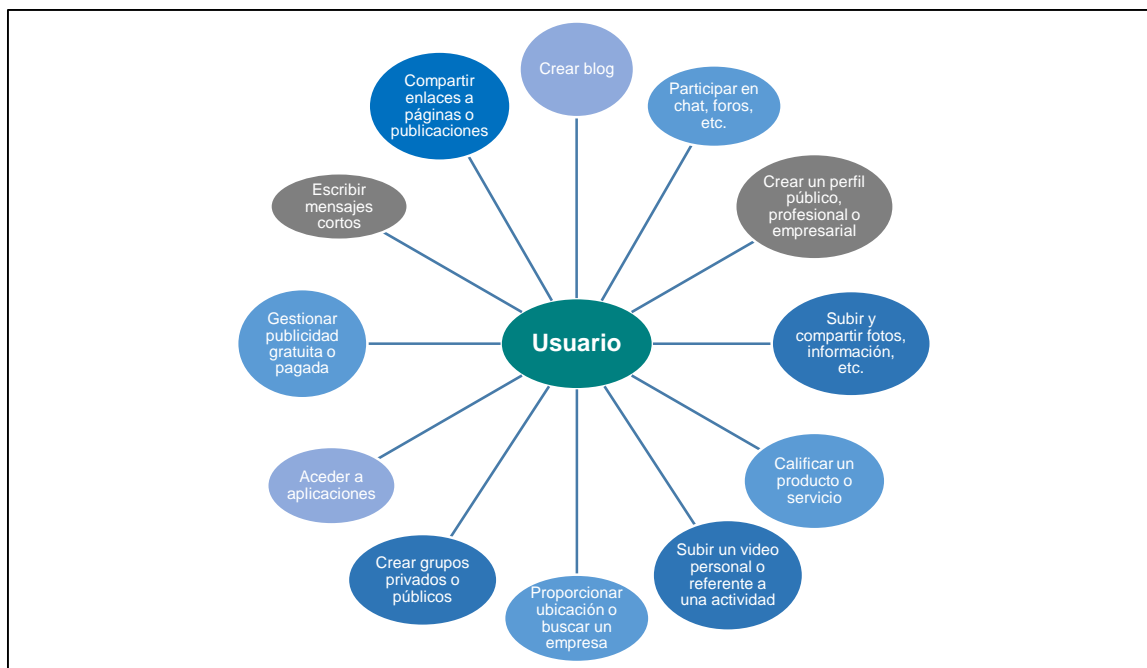 Crear blog
Participar en
chat, foros,
etc.
Crear un perfil
público,
profesional o
empresarial
Subir y
compartir fotos,
información,
etc.
Calificar un
producto o
servicio
Subir un video
personal o
referente a
una actividad
Proporcionar
ubicación o
buscar un
empresa
Crear grupos
privados o
públicos
Aceder a
aplicaciones
Gestionar
publicidad
gratuita o
pagada
Escribir
mensajes
cortos
Compartir
enlaces a
páginas o
publicaciones
Usuario